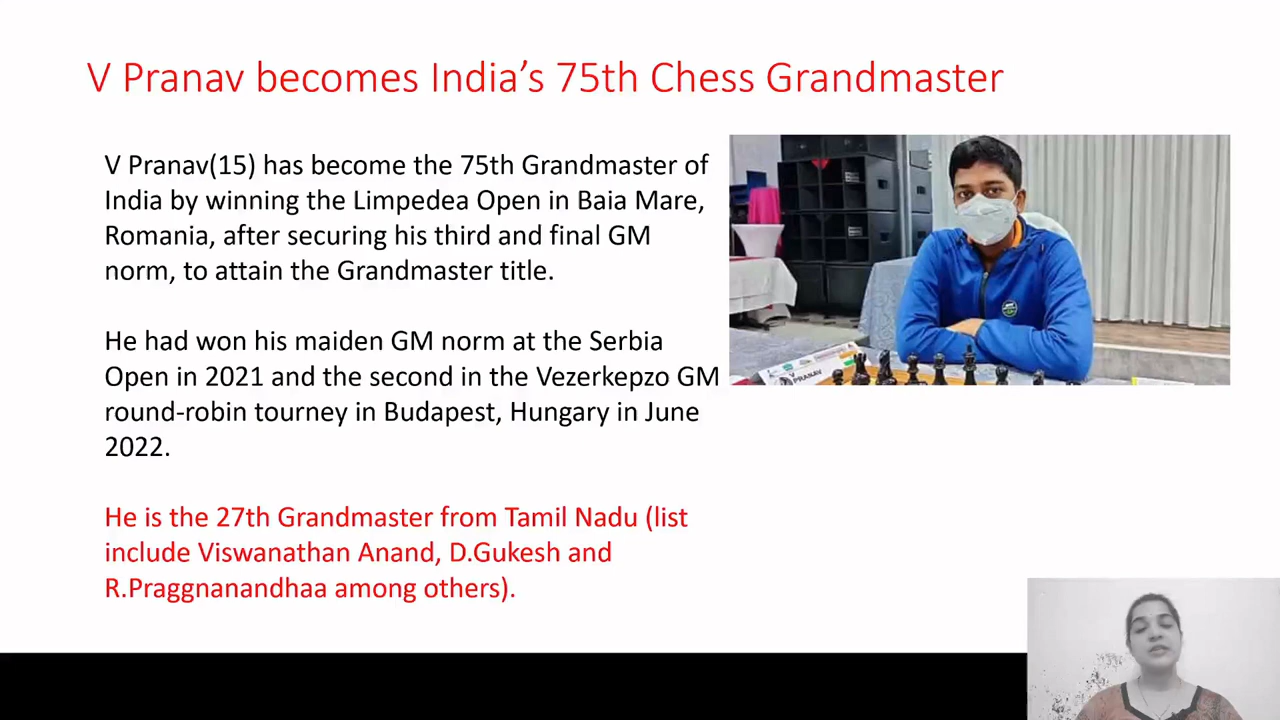 V Pranav becomes India’s 75th Chess Grandmaster
V Pranav(15) has become the 75th Grandmaster of
India by winning the Limpedea Open in Baia Mare,
Romania, after securing his third and final GM
norm, to attain the Grandmaster title.
He had won his maiden GM norm at the Serbia
Open in 2021 and the second in the Vezerkepzo GM
round-robin tourney in Budapest, Hungary in June
2022.
He is the 27th Grandmaster from Tamil Nadu (list
include Viswanathan Anand, D.Gukesh and
R.Praggnanandhaa among others).
V
PRANAV